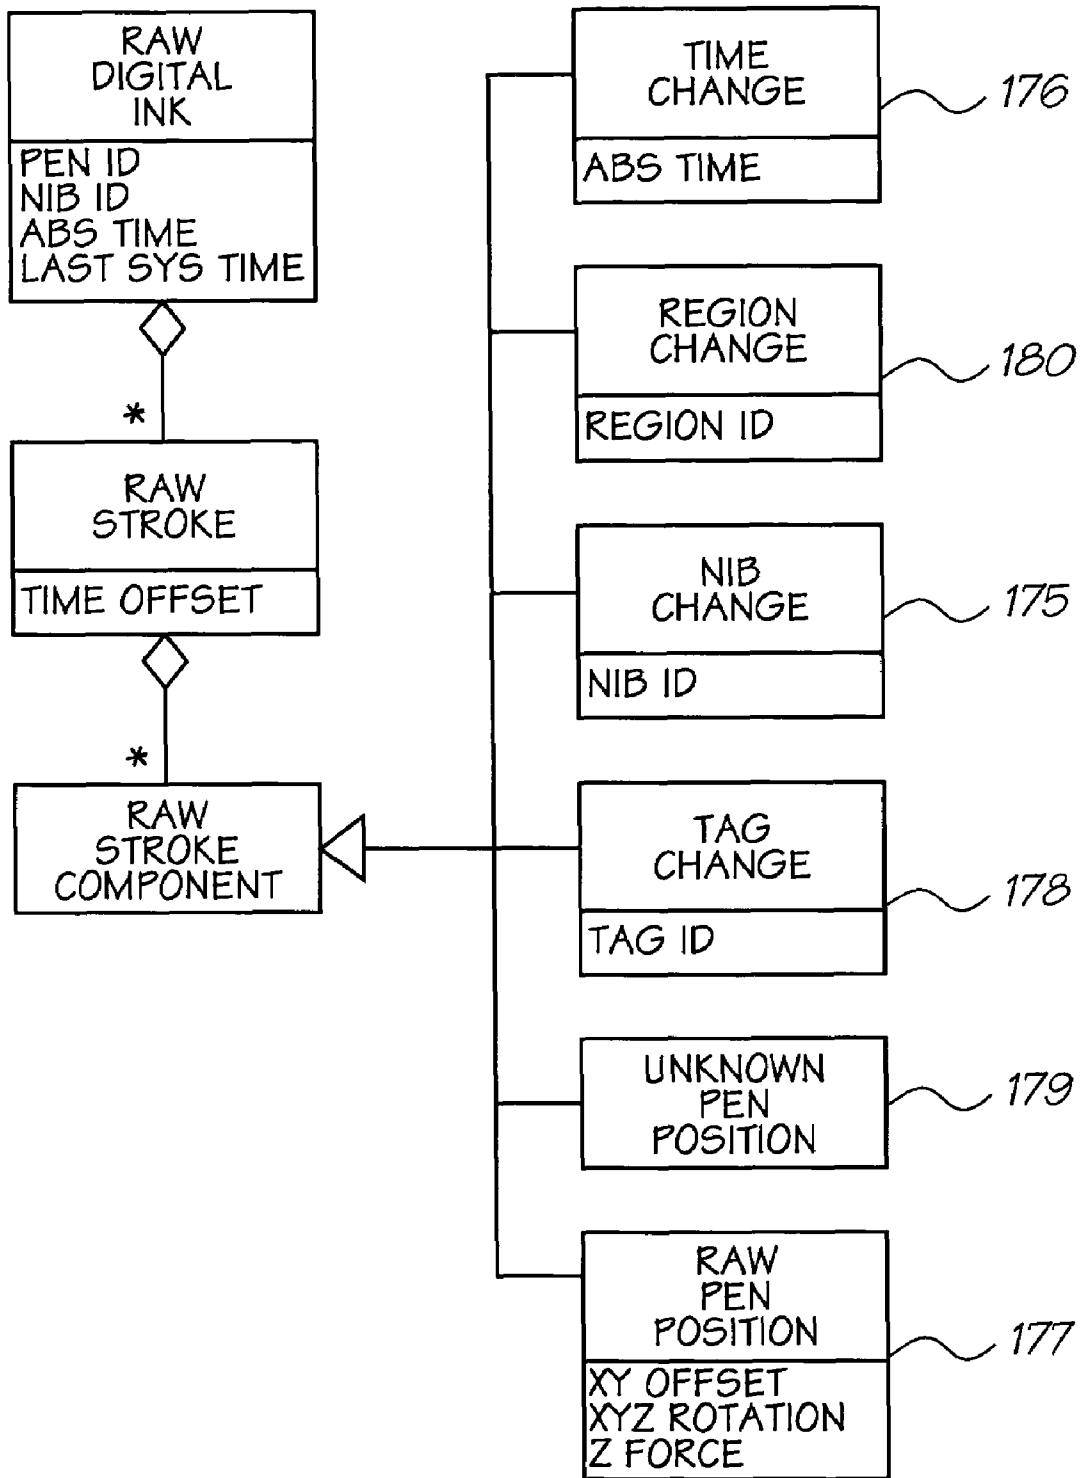 RAW
DIGITAL
INK
PEN ID
NIB ID
ABS TIME
LAST SYS TIME
*
RAW
STROKE
TIME OFFSET
*
RAW
STROKE
COMPONENT
TIME
CHANGE
176
ABS TIME
REGION
CHANGE
180
REGION ID
NIB
CHANGE
175
NIB ID
TAG
CHANGE
178
TAG ID
UNKNOWN
PEN
POSITION
179
RAW
PEN
POSITION
177
XY OFFSET
XYZ ROTATION
Z FORCE